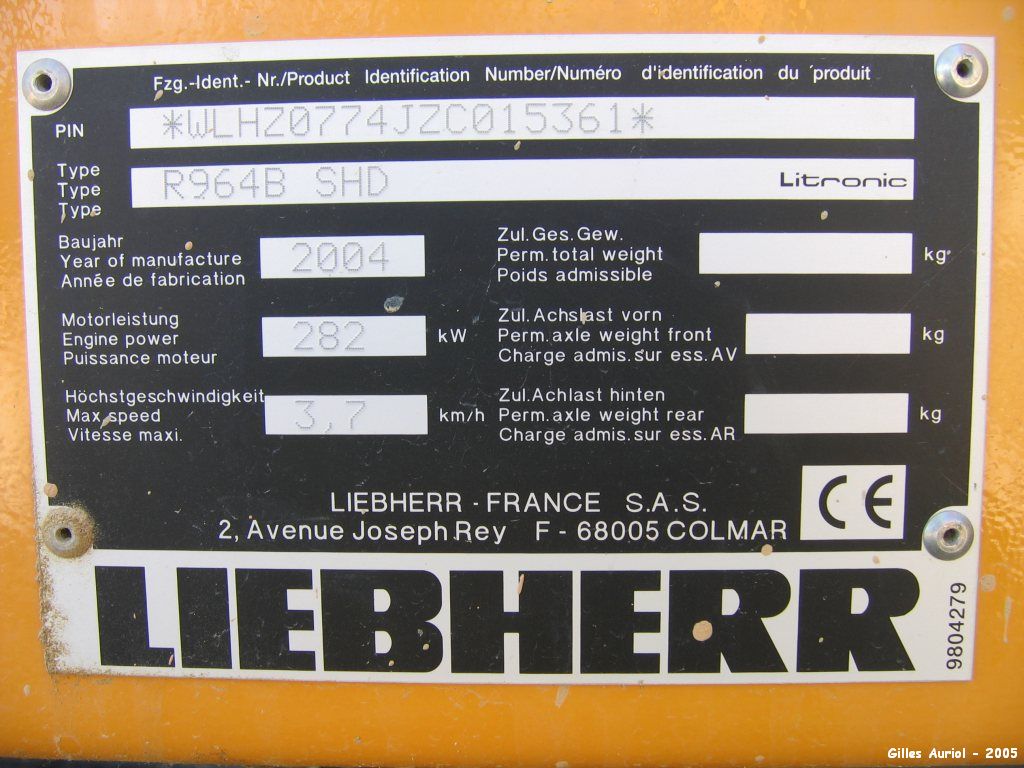 Fzg.-Ident.- Nr./Product Identification Number/Numéro d'identification du produit
PIN *WLHZ0774JZC015361*
Type
Type R964B SHD Litronic
Type
Baujahr
Year of manufacture 2004
Année de fabrication
Zul.Ges.Gew.
Perm.total weight kg
Poids admissible
Motorleistung
Engine power 282 kW
Puissance moteur
Zul.Achslast vorn
Perm.axle weight front kg
Charge admis.sur ess.AV
Höchstgeschwindigkeit
Max.speed 3,7 km/h
Vitesse maxi.
Zul.Achlast hinten
Perm.axle weight rear kg
Charge admis.sur ess.AR
LIEBHERR - FRANCE S.A.S.
2, Avenue Joseph Rey F - 68005 COLMAR
CE
LIEBHERR
9804279
Gilles Auriol - 2005